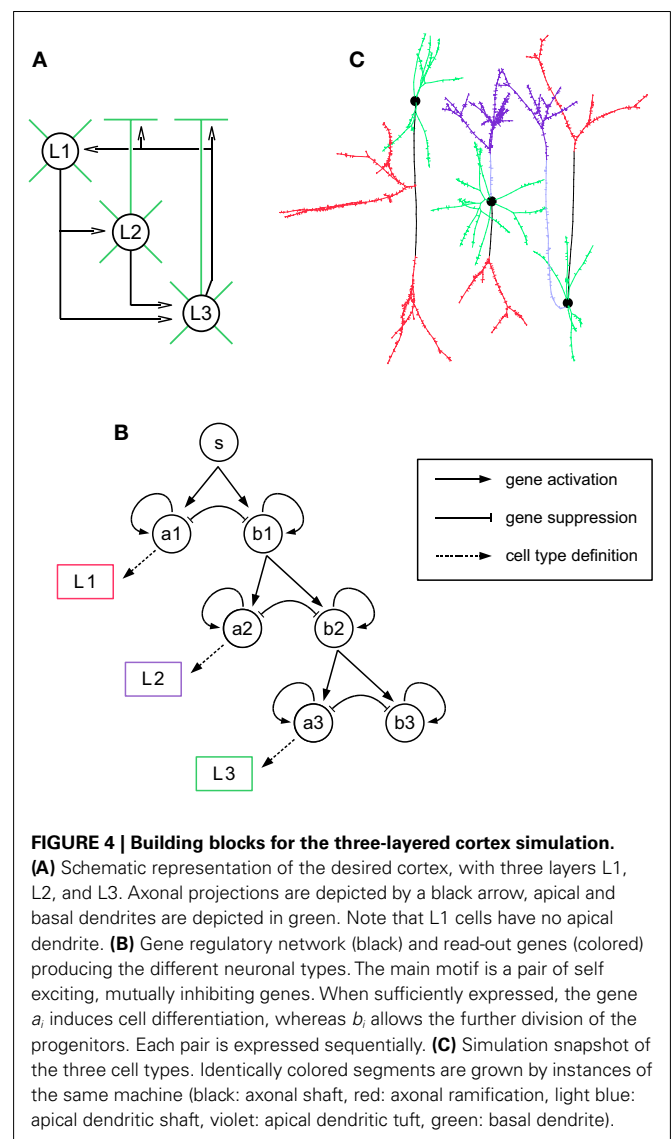 A
C
L1
L2
L3
B
s
a1
b1
L1
a2
b2
L2
a3
b3
L3
gene activation
gene suppression
cell type definition
FIGURE 4 | Building blocks for the three-layered cortex simulation.
(A) Schematic representation of the desired cortex, with three layers L1,
L2, and L3. Axonal projections are depicted by a black arrow, apical and
basal dendrites are depicted in green. Note that L1 cells have no apical
dendrite. (B) Gene regulatory network (black) and read-out genes (colored)
producing the different neuronal types. The main motif is a pair of self
exciting, mutually inhibiting genes. When sufficiently expressed, the gene
ai induces cell differentiation, whereas bi allows the further division of the
progenitors. Each pair is expressed sequentially. (C) Simulation snapshot of
the three cell types. Identically colored segments are grown by instances of
the same machine (black: axonal shaft, red: axonal ramification, light blue:
apical dendritic shaft, violet: apical dendritic tuft, green: basal dendrite).